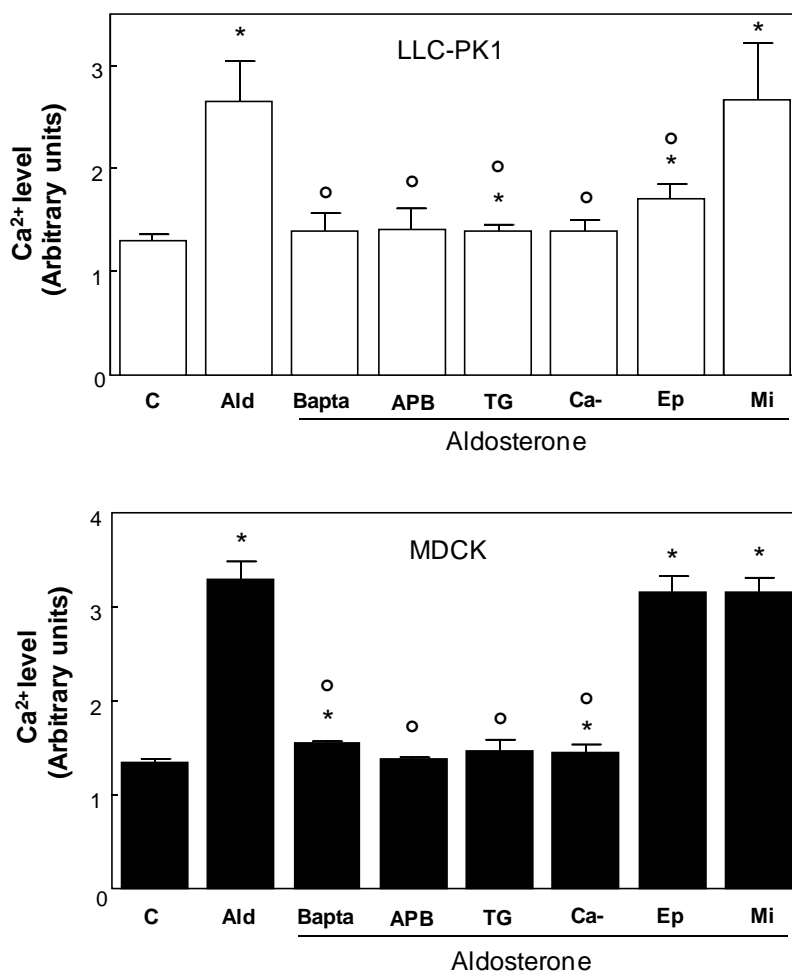 LLC-PK1
Ca2+ level
(Arbitrary units)
3
2
1
0
* ° ° ° * ° ° * *
C Ald Bapta APB TG Ca- Ep Mi
Aldosterone
MDCK
Ca2+ level
(Arbitrary units)
4
3
2
1
0
* ° * ° ° ° * * *
C Ald Bapta APB TG Ca- Ep Mi
Aldosterone